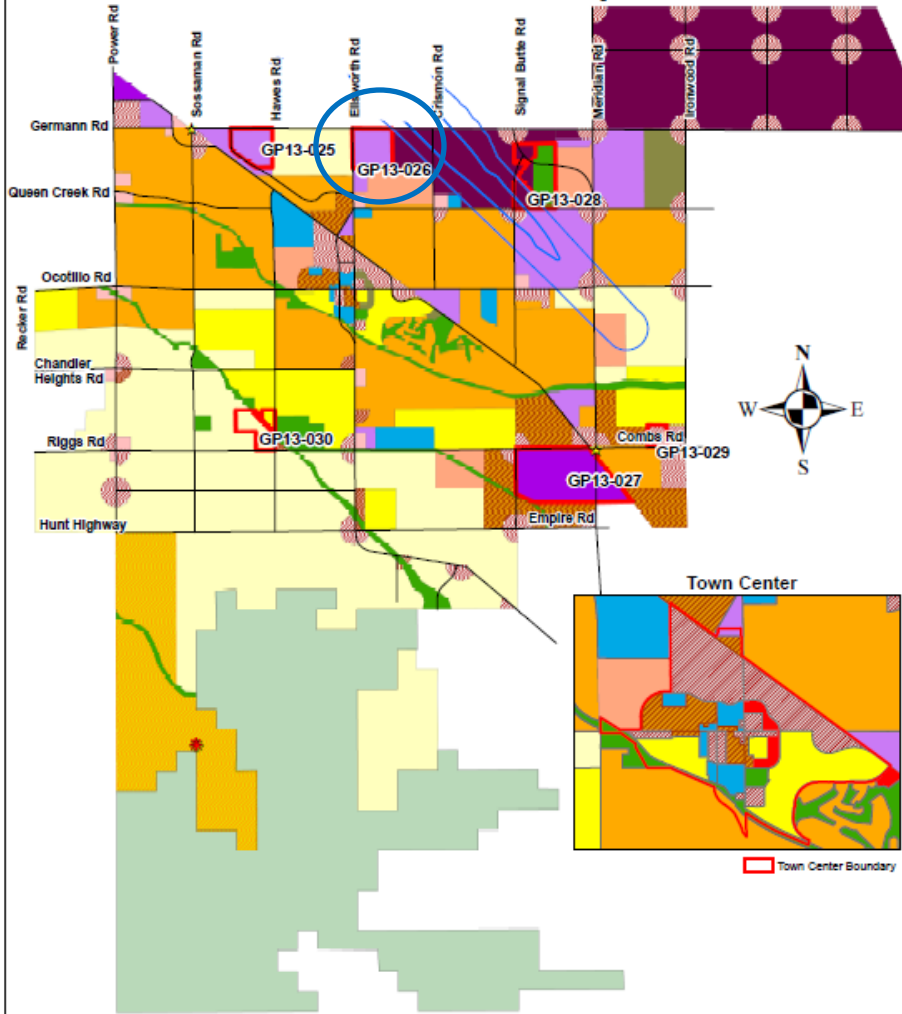 Power Rd
Sossaman Rd
Hawes Rd
Ellsworth Rd
Crismon Rd
Signal Butte Rd
Meridian Rd
Ironwood Rd
Germann Rd
GP13-025
GP13-026
GP13-028
Queen Creek Rd
Ocotillo Rd
Recker Rd
Chandler
Heights Rd
N
W
E
S
Riggs Rd
GP13-030
Combs Rd
GP13-029
GP13-027
Hunt Highway
Empire Rd
Town Center
Town Center Boundary